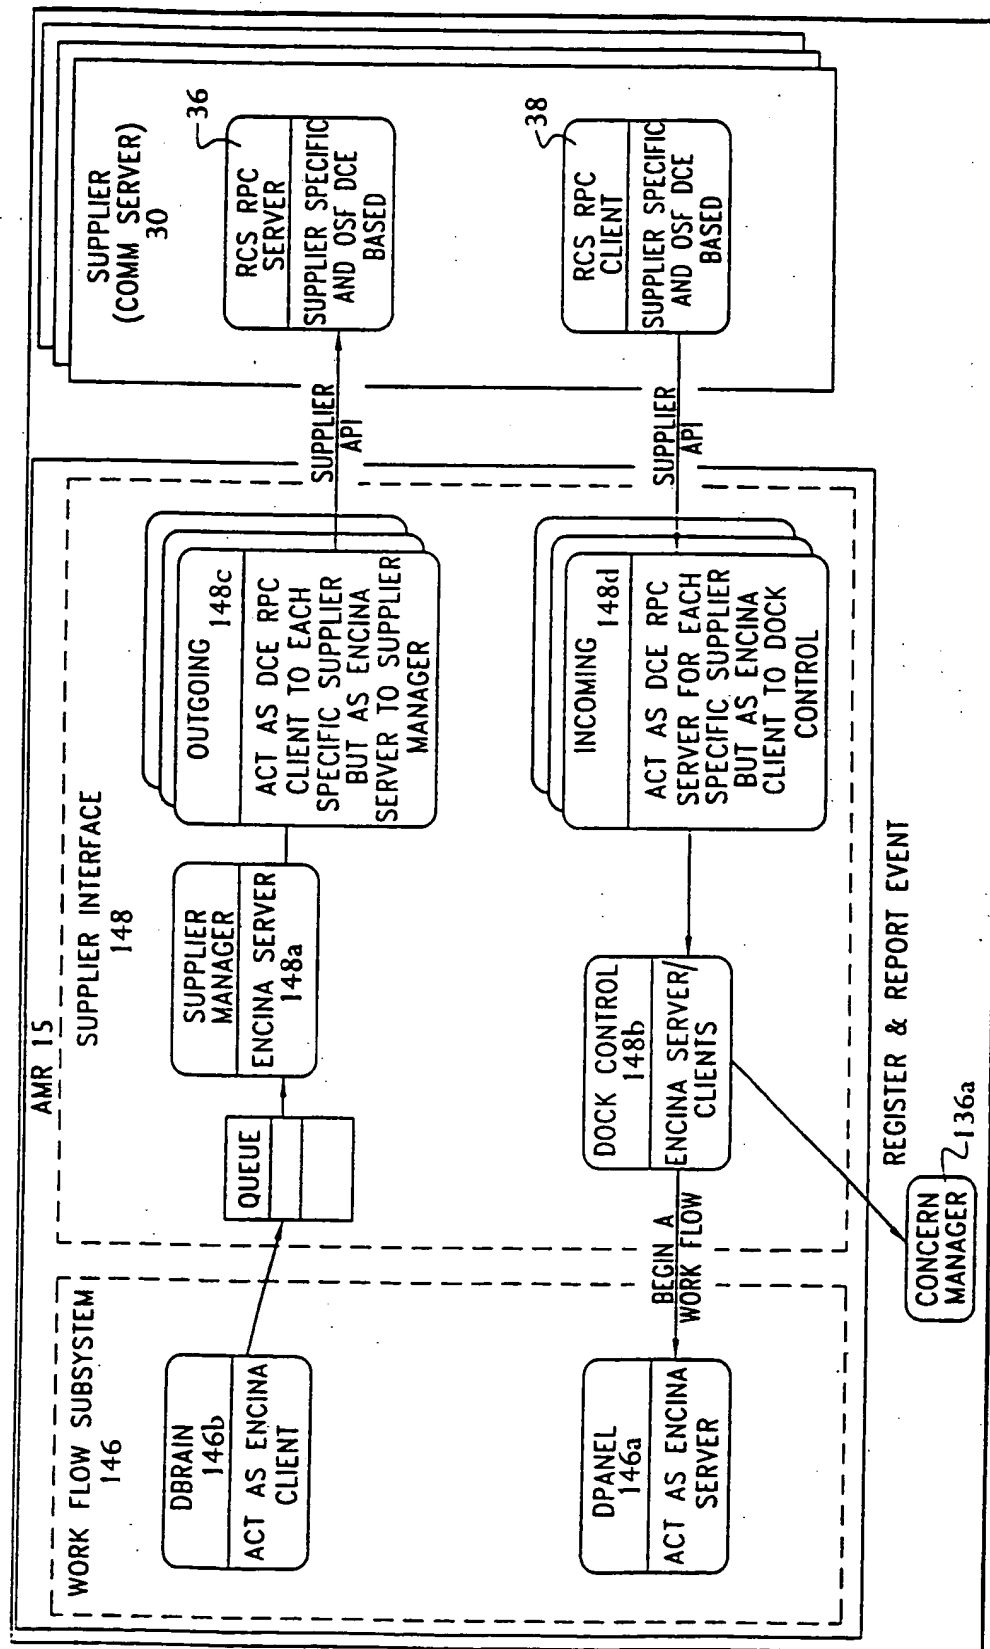 AMR 15
WORK FLOW SUBSYSTEM
146
DBRAIN
146b
ACT AS ENCINA
CLIENT
DPANEL
146a
ACT AS ENCINA
SERVER
SUPPLIER INTERFACE
148
QUEUE
SUPPLIER
MANAGER
ENCINA SERVER
148a
OUTGOING
148c
ACT AS DCE RPC
CLIENT TO EACH
SPECIFIC SUPPLIER
BUT AS ENCINA
SERVER TO SUPPLIER
MANAGER
BEGIN A
WORK FLOW
DOCK CONTROL
148b
ENCINA SERVER/
CLIENTS
INCOMING
148d
ACT AS DCE RPC
SERVER FOR EACH
SPECIFIC SUPPLIER
BUT AS ENCINA
CLIENT TO DOCK
CONTROL
SUPPLIER
API
SUPPLIER
API
SUPPLIER
(COMM SERVER)
30
36
RCS RPC
SERVER
SUPPLIER SPECIFIC
AND OSF DCE
BASED
38
RCS RPC
CLIENT
SUPPLIER SPECIFIC
AND OSF DCE
BASED
REGISTER & REPORT EVENT
CONCERN
MANAGER
136a